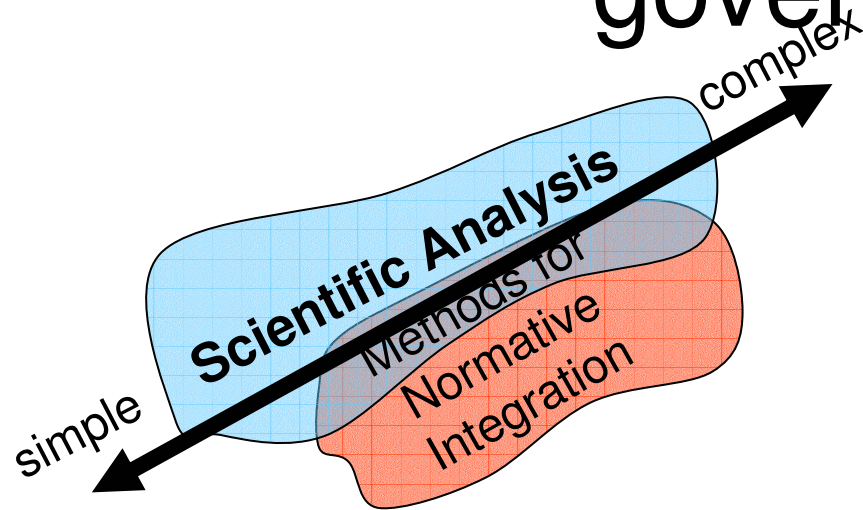 complex
Scientific Analysis
Methods for
Normative
Integration
simple